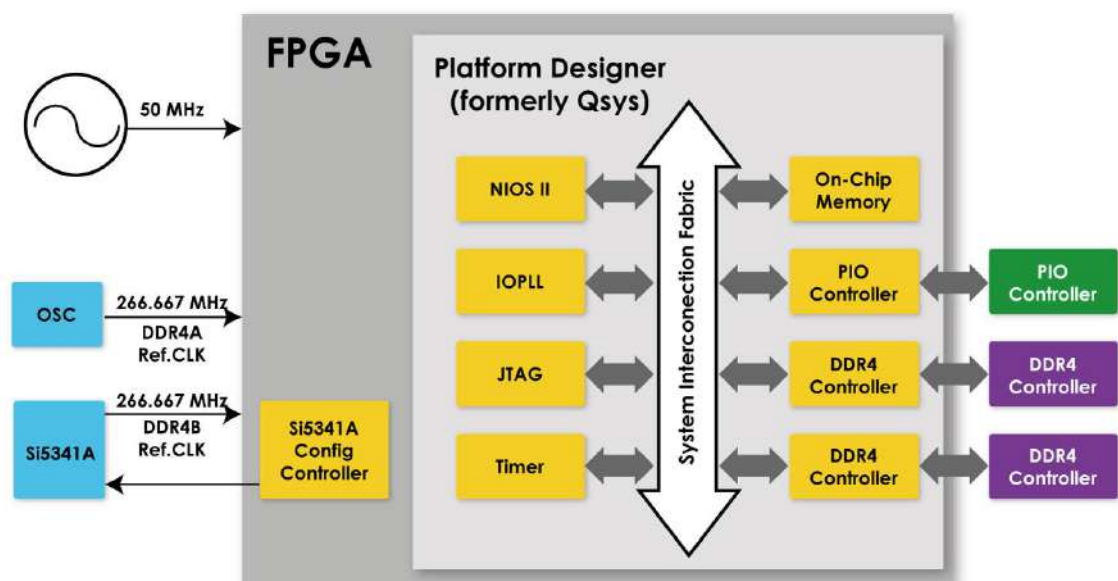 FPGA
Platform Designer
(formerly Qsys)
50 MHz
OSC
266.667 MHz
DDR4A
Ref.CLK
Si5341A
266.667 MHz
DDR4B
Ref.CLK
Si5341A
Config
Controller
NIOS II
IOPLL
JTAG
Timer
System Interconnection Fabric
On-Chip
Memory
PIO
Controller
DDR4
Controller
DDR4
Controller
PIO
Controller
DDR4
Controller
DDR4
Controller